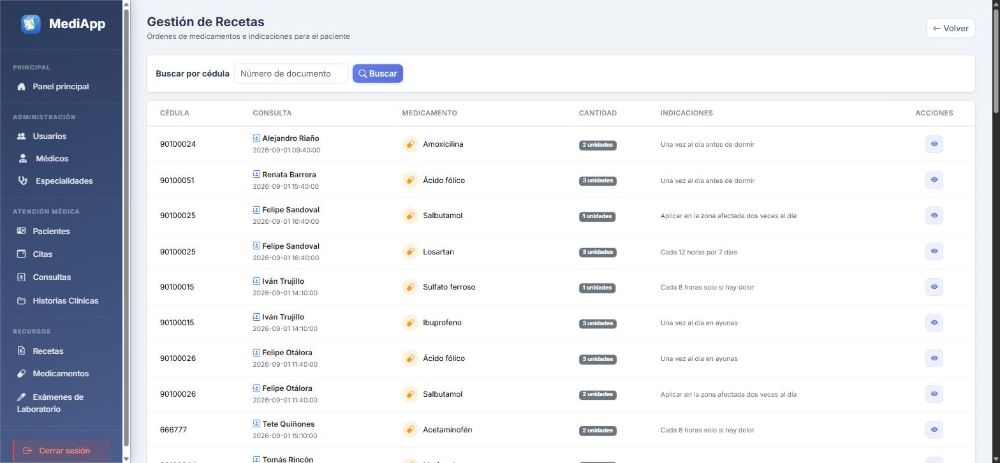 MediApp
PRINCIPAL
Panel principal
ADMINISTRACIÓN
Usuarios
Médicos
Especialidades
ATENCIÓN MÉDICA
Pacientes
Citas
Consultas
Historias Clínicas
RECURSOS
Recetas
Medicamentos
Exámenes de
Laboratorio
Cerrar sesión
Gestión de Recetas
Órdenes de medicamentos e indicaciones para el paciente
← Volver
Buscar por cédula Número de documento Buscar
CÉDULA CONSULTA MEDICAMENTO CANTIDAD INDICACIONES ACCIONES
90100024 Alejandro Riaño Amoxicilina 2 unidades Una vez al día antes de dormir
2026-09-01 09:40:00
90100051 Renata Barrera Ácido fólico 3 unidades Una vez al día antes de dormir
2026-09-01 15:40:00
90100025 Felipe Sandoval Salbutamol 1 unidades Aplicar en la zona afectada dos veces al día
2026-09-01 16:40:00
90100025 Felipe Sandoval Losartan 3 unidades Cada 12 horas por 7 días
2026-09-01 16:40:00
90100015 Iván Trujillo Sulfato ferroso 1 unidades Cada 8 horas solo si hay dolor
2026-09-01 14:10:00
90100015 Iván Trujillo Ibuprofeno 3 unidades Una vez al día en ayunas
2026-09-01 14:10:00
90100026 Felipe Otálora Ácido fólico 3 unidades Una vez al día en ayunas
2026-09-01 11:40:00
90100026 Felipe Otálora Salbutamol 2 unidades Aplicar en la zona afectada dos veces al día
2026-09-01 11:40:00
666777 Tete Quiñones Acetaminofén 2 unidades Cada 8 horas solo si hay dolor
2026-09-01 15:10:00
Tomás Rincón